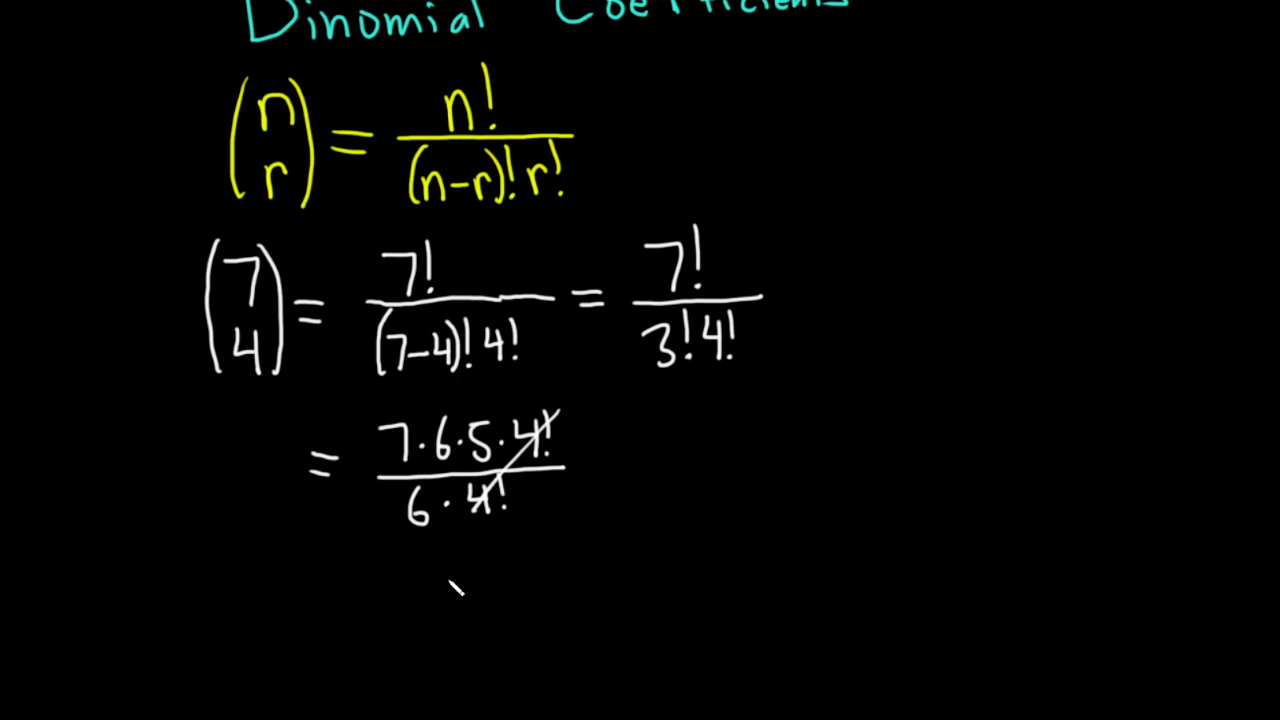 Binomial Coefficients
(n r) = n! / (n-r)! r!
(7 4) = 7! / (7-4)! 4! = 7! / 3! 4!
= 7·6·5·4! / 6·4!